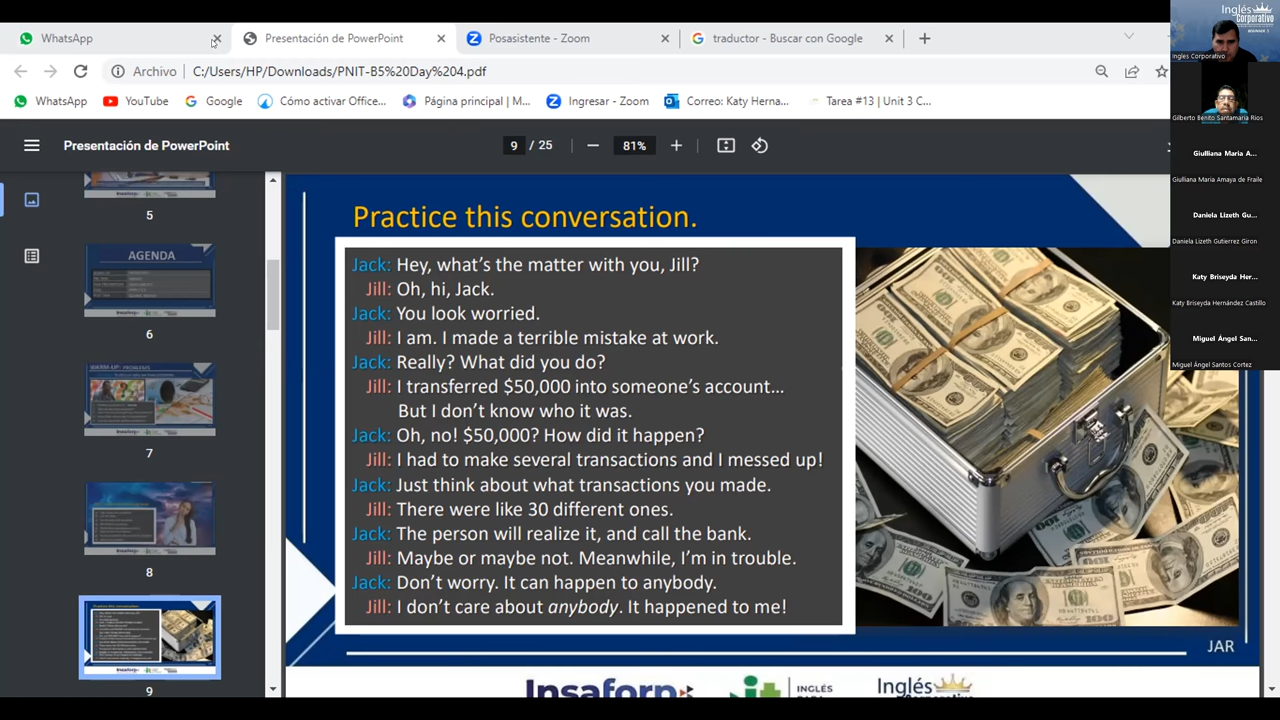 WhatsApp
Presentación de PowerPoint
Posasistente - Zoom
traductor - Buscar con Google
Archivo
C:/Users/HP/Downloads/PNIT-B5%20Day%204.pdf
WhatsApp
YouTube
Google
Cómo activar Office...
Página principal | M...
Ingresar - Zoom
Correo: Katy Herna...
Tarea #13 | Unit 3 C...
Presentación de PowerPoint
9 / 25
81%
5
AGENDA
6
WARM-UP: PROBLEMS
7
8
9
Practice this conversation.
Jack: Hey, what's the matter with you, Jill?
Jill: Oh, hi, Jack.
Jack: You look worried.
Jill: I am. I made a terrible mistake at work.
Jack: Really? What did you do?
Jill: I transferred $50,000 into someone's account...
But I don't know who it was.
Jack: Oh, no! $50,000? How did it happen?
Jill: I had to make several transactions and I messed up!
Jack: Just think about what transactions you made.
Jill: There were like 30 different ones.
Jack: The person will realize it, and call the bank.
Jill: Maybe or maybe not. Meanwhile, I'm in trouble.
Jack: Don't worry. It can happen to anybody.
Jill: I don't care about anybody. It happened to me!
JAR
Insaforp
INGLÉS
Inglés
Inglés
Corporativo
Ingles Corporativo
Gilberto Benito Santamaria Rios
Giulliana Maria A...
Giulliana Maria Amaya de Fraile
Daniela Lizeth Gu...
Daniela Lizeth Gutierrez Giron
Katy Briseyda Her...
Katy Briseyda Hernández Castillo
Miguel Ángel San...
Miguel Ángel Santos Cortez